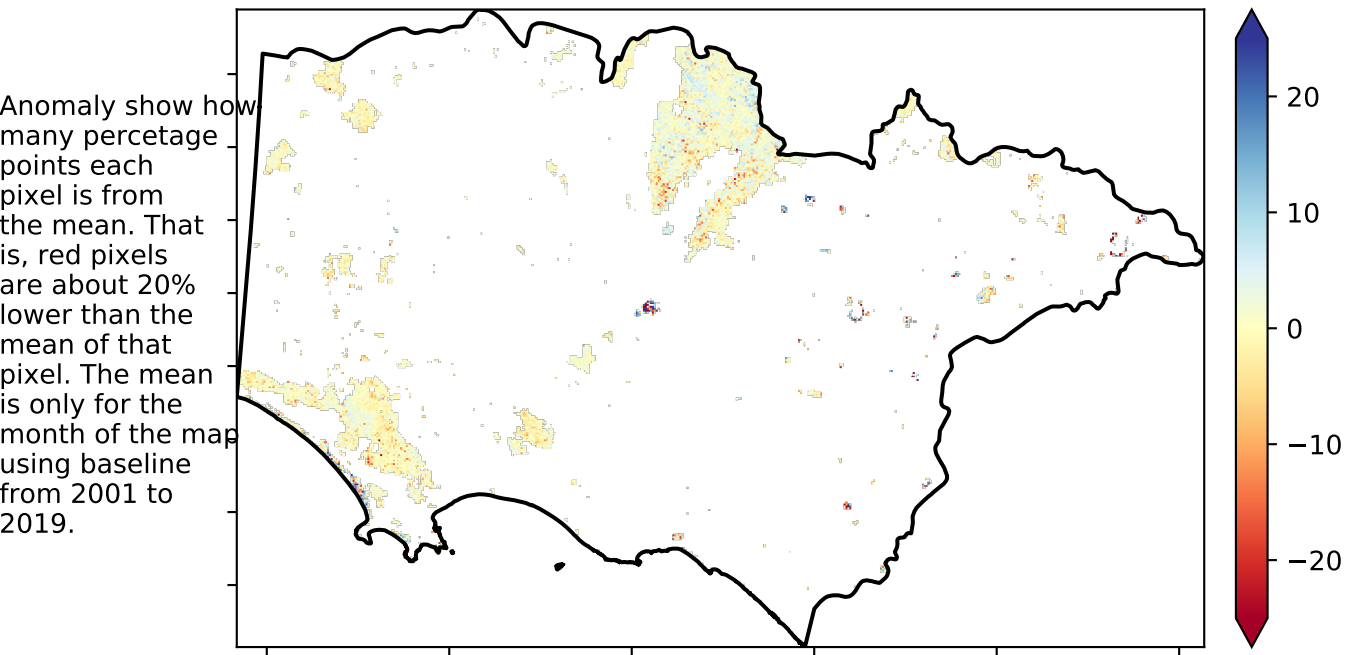 Anomaly show how
many percetage
points each
pixel is from
the mean. That
is, red pixels
are about 20%
lower than the
mean of that
pixel. The mean
is only for the
month of the map
using baseline
from 2001 to
2019.
20
10
0
−10
−20